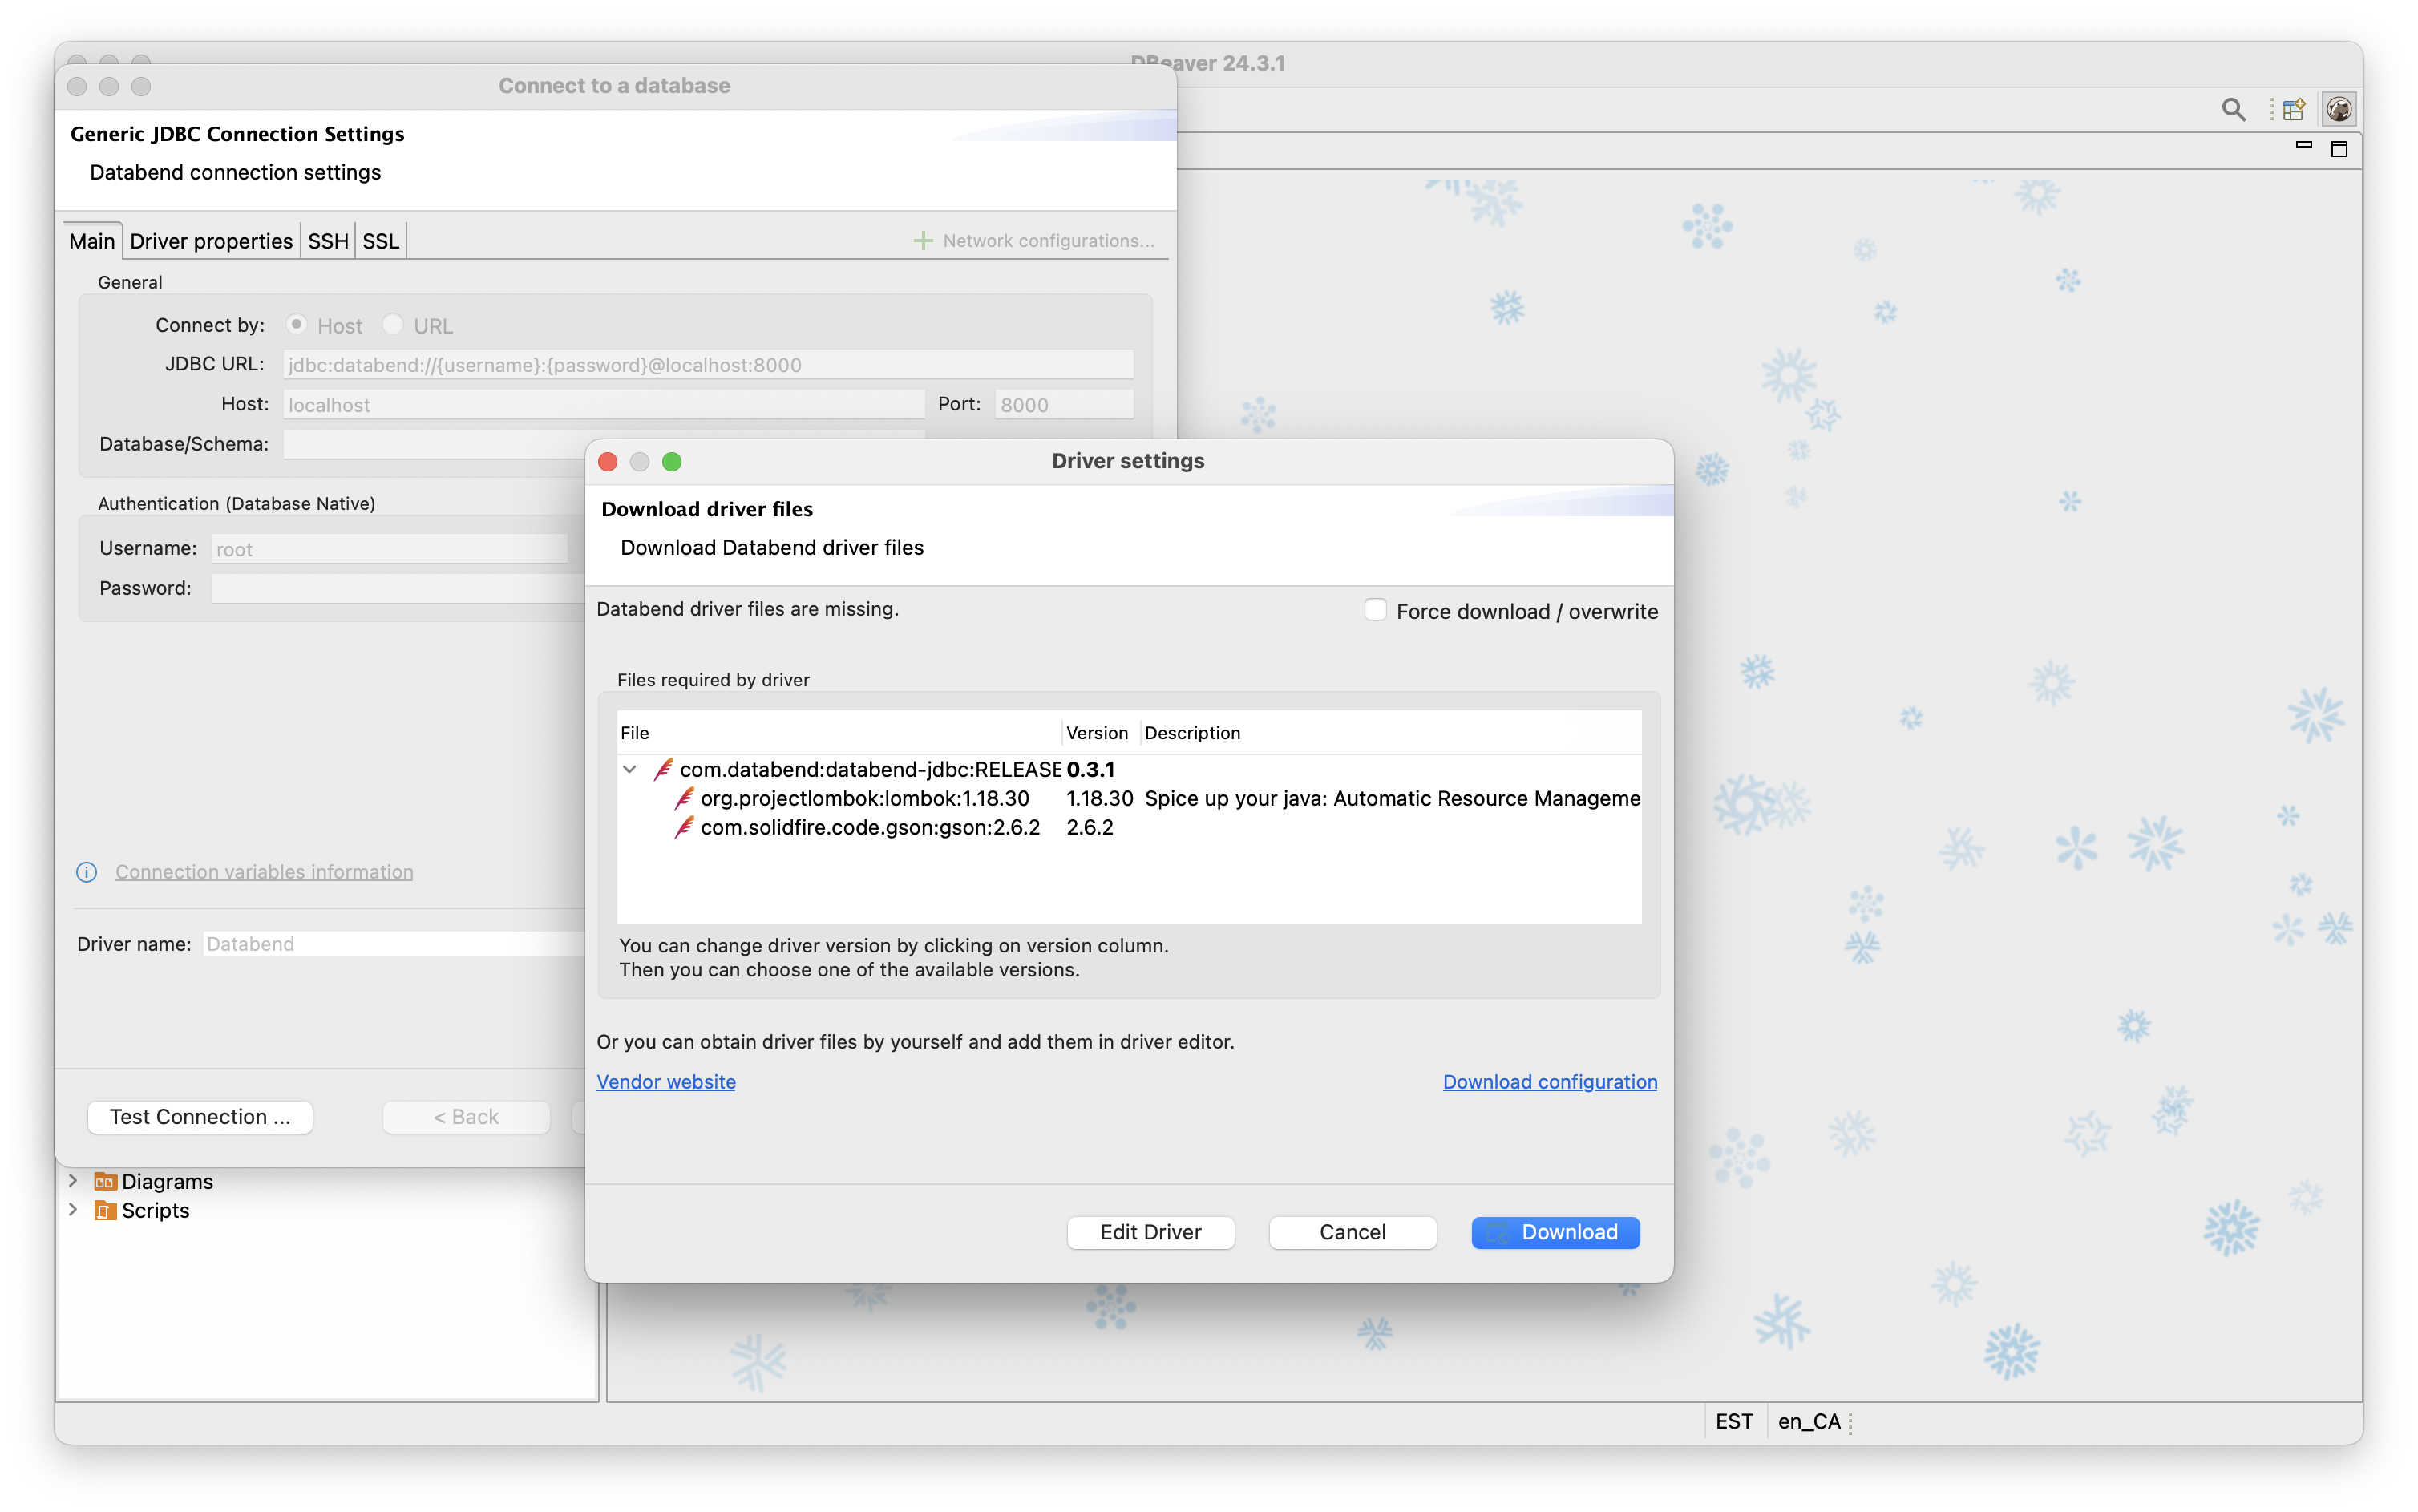 DBeaver 24.3.1
Connect to a database
Generic JDBC Connection Settings
Databend connection settings
Main Driver properties SSH SSL Network configurations...
General
Connect by: Host URL
JDBC URL: jdbc:databend://{username}:{password}@localhost:8000
Host: localhost Port: 8000
Database/Schema:
Authentication (Database Native)
Username: root
Password:
Connection variables information
Driver name: Databend
Test Connection ... < Back
Diagrams
Scripts
Driver settings
Download driver files
Download Databend driver files
Databend driver files are missing. Force download / overwrite
Files required by driver
File Version Description
com.databend:databend-jdbc:RELEASE 0.3.1
org.projectlombok:lombok:1.18.30 1.18.30 Spice up your java: Automatic Resource Manageme
com.solidfire.code.gson:gson:2.6.2 2.6.2
You can change driver version by clicking on version column.
Then you can choose one of the available versions.
Or you can obtain driver files by yourself and add them in driver editor.
Vendor website Download configuration
Edit Driver Cancel Download
EST en_CA